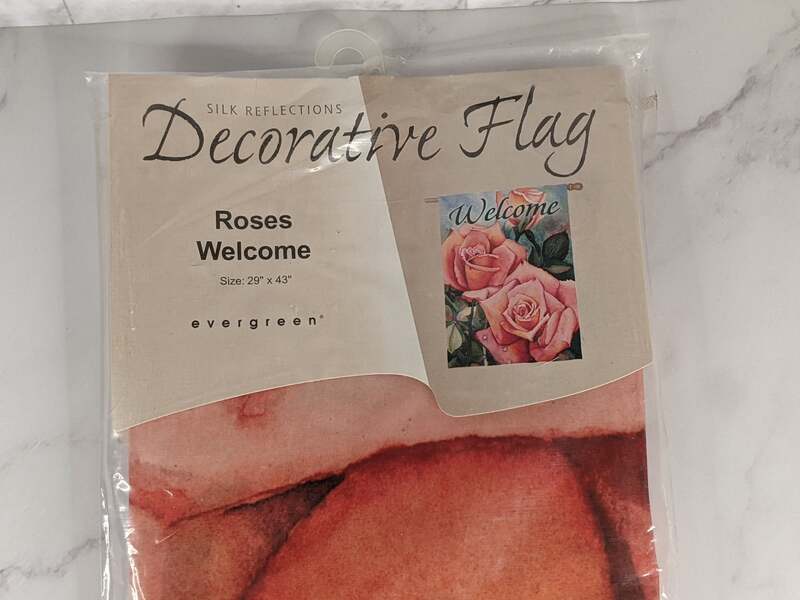 SILK REFLECTIONS
Decorative Flag
Roses
Welcome
Size: 29" x 43"
evergreen®
Welcome